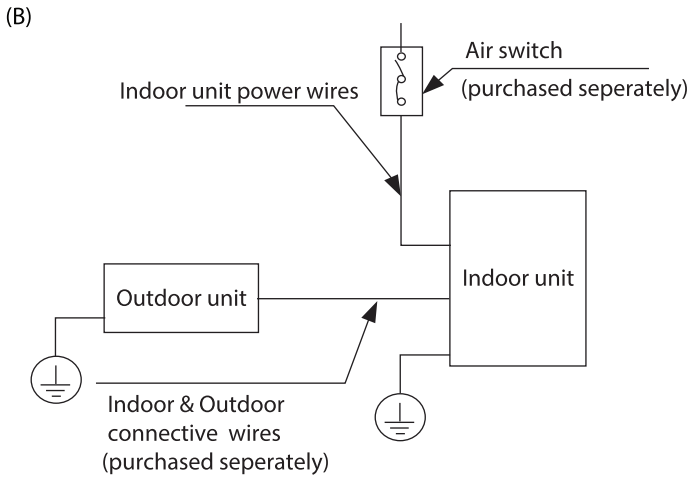 (B)
Air switch
(purchased seperately)
Indoor unit power wires
Indoor unit
Outdoor unit
Indoor & Outdoor
connective wires
(purchased seperately)